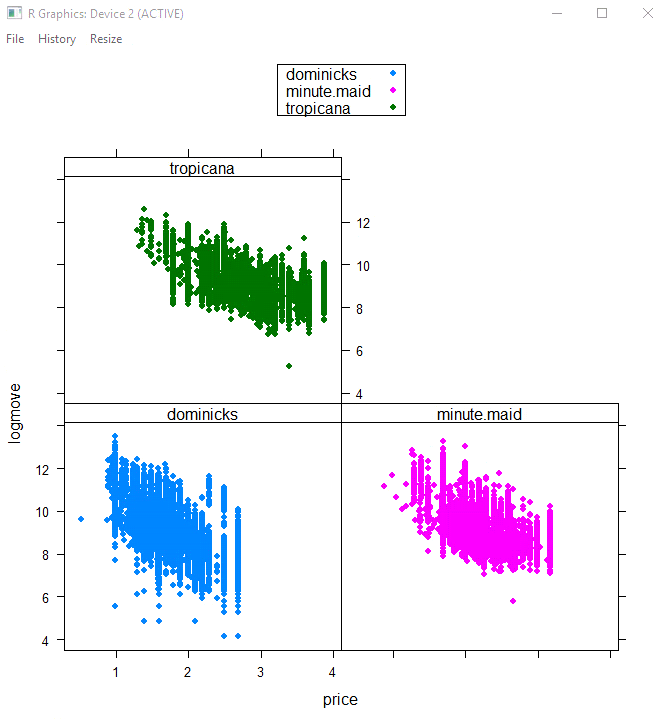 R Graphics: Device 2 (ACTIVE)
File History Resize
dominicks
minute.maid
tropicana
tropicana
12
10
8
6
4
dominicks minute.maid
12
10
8
6
4
logmove
1 2 3 4
price